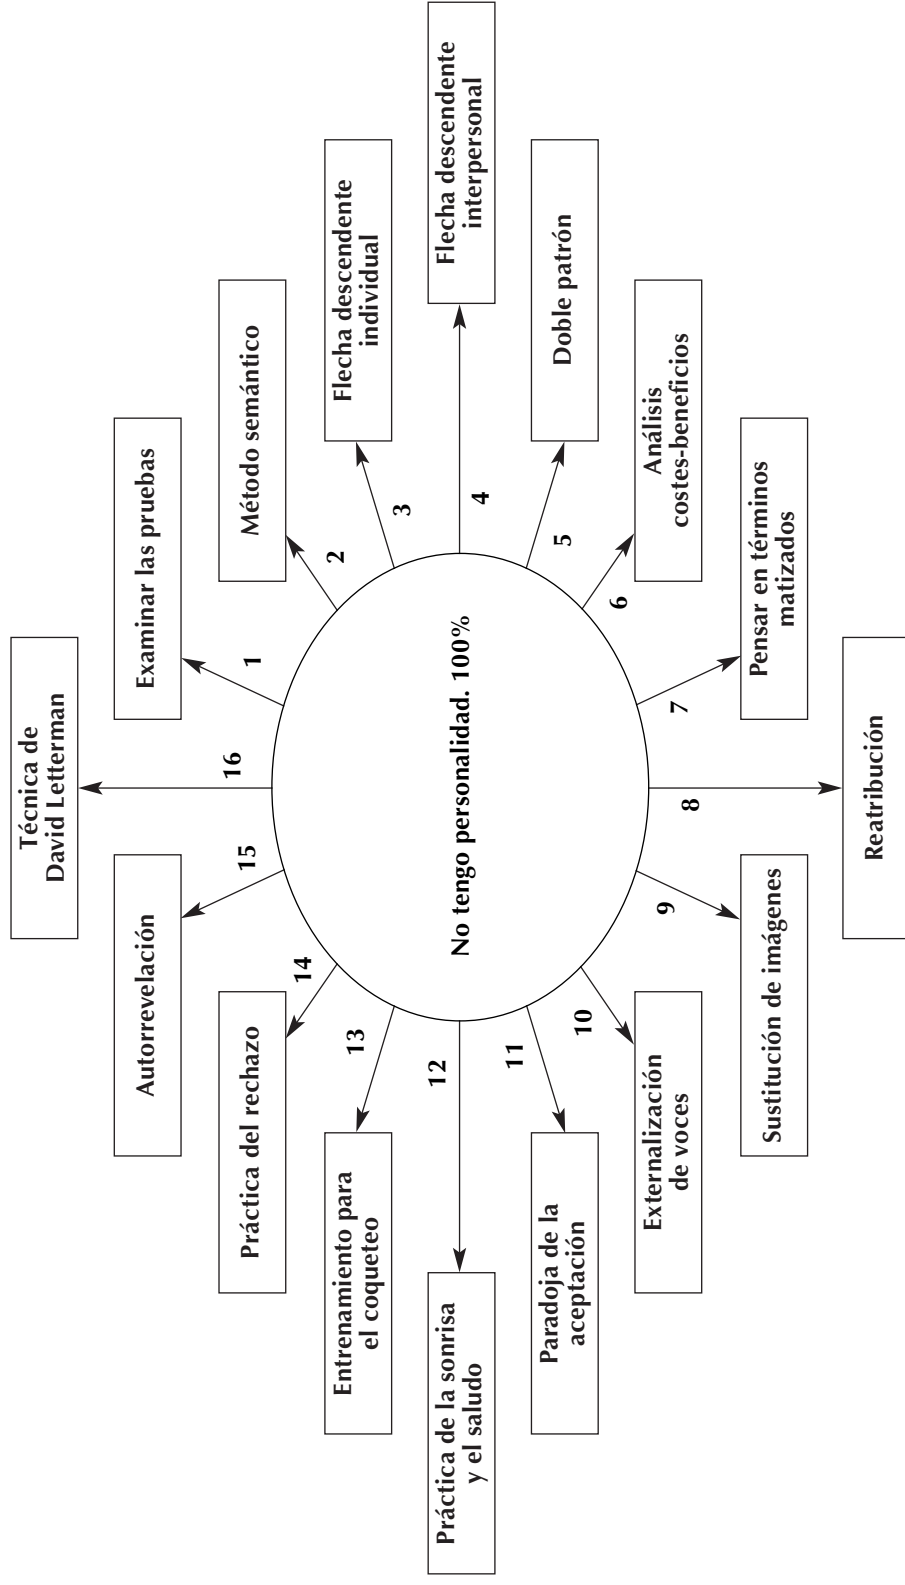 No tengo personalidad. 100%
1
Examinar las pruebas
2
Método semántico
3
Flecha descendente
individual
4
Flecha descendente
interpersonal
5
Doble patrón
6
Análisis
costes-beneficios
7
Pensar en términos
matizados
8
Reatribución
9
Sustitución de imágenes
10
Externalización
de voces
11
Paradoja de la
aceptación
12
Práctica de la sonrisa
y el saludo
13
Entrenamiento para
el coqueteo
14
Práctica del rechazo
15
Autorrevelación
16
Técnica de
David Letterman